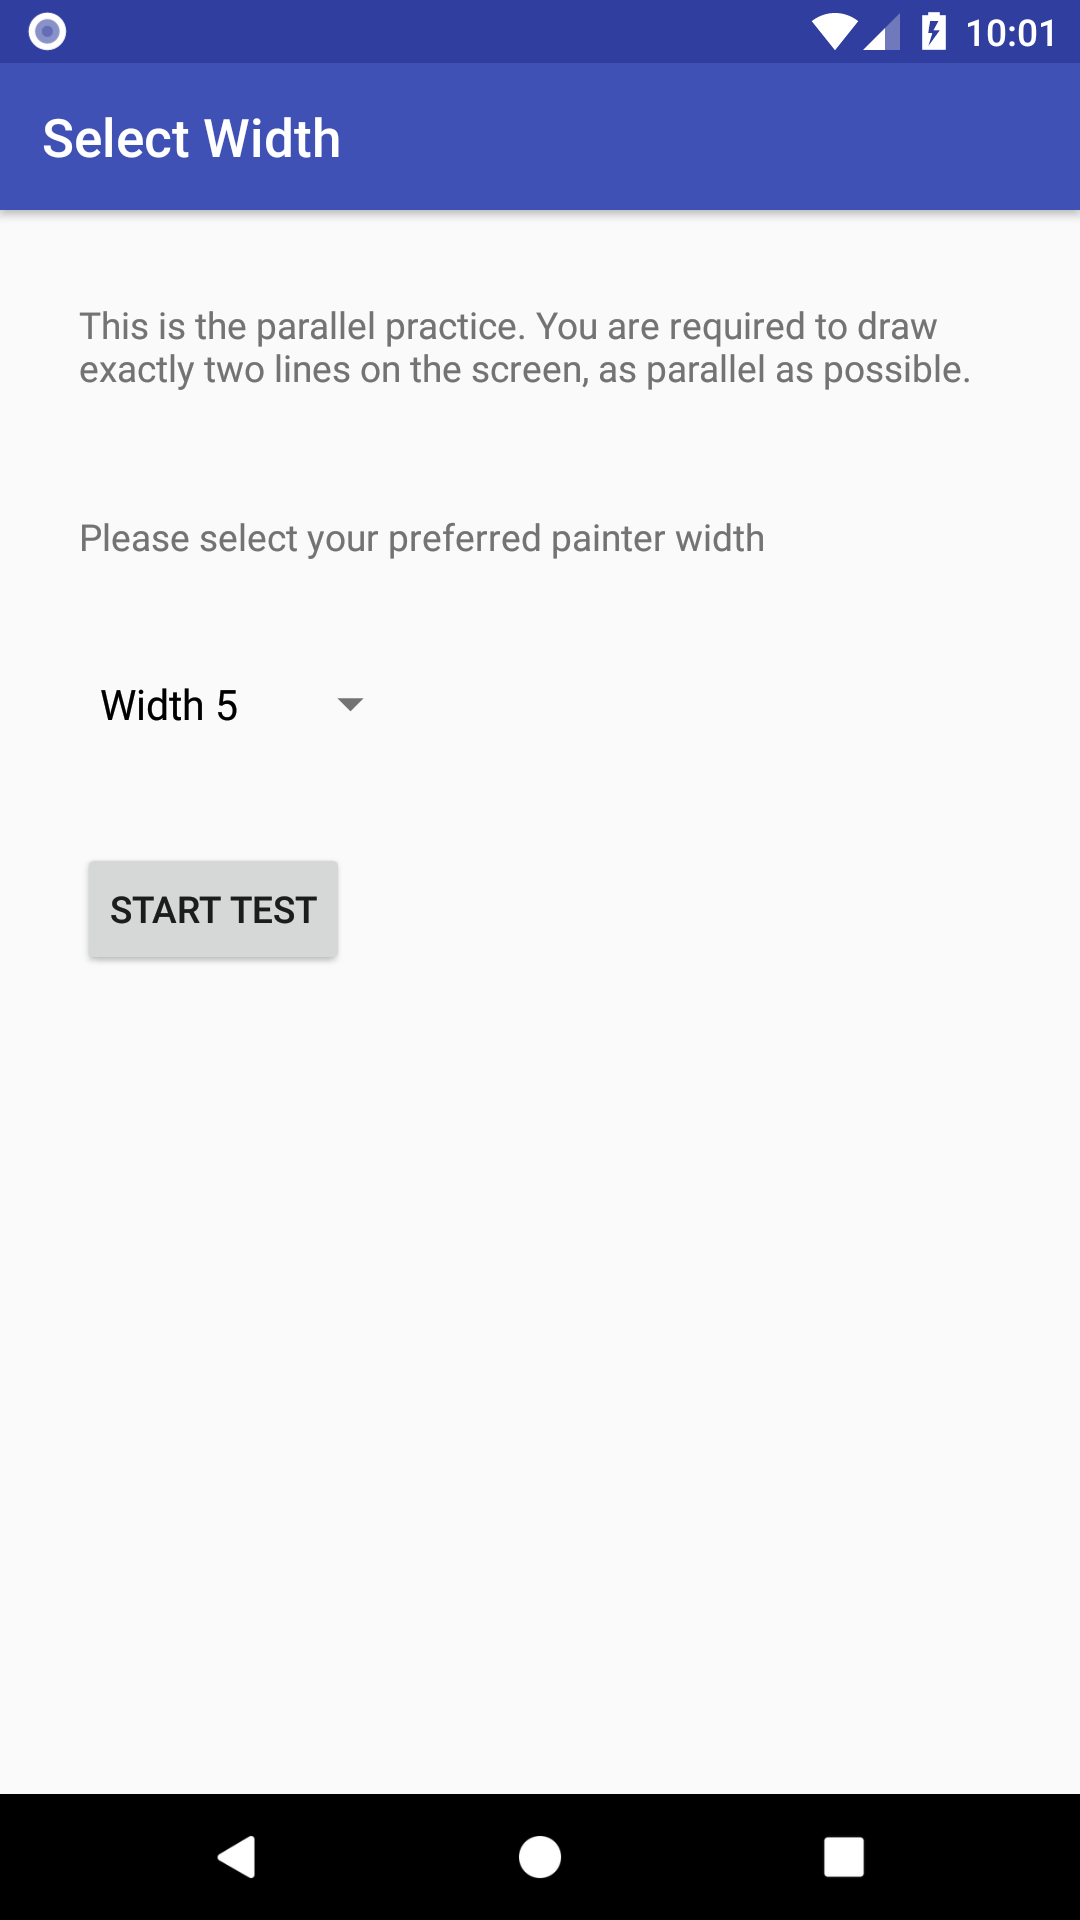 10:01
Select Width
This is the parallel practice. You are required to draw
exactly two lines on the screen, as parallel as possible.
Please select your preferred painter width
Width 5
START TEST